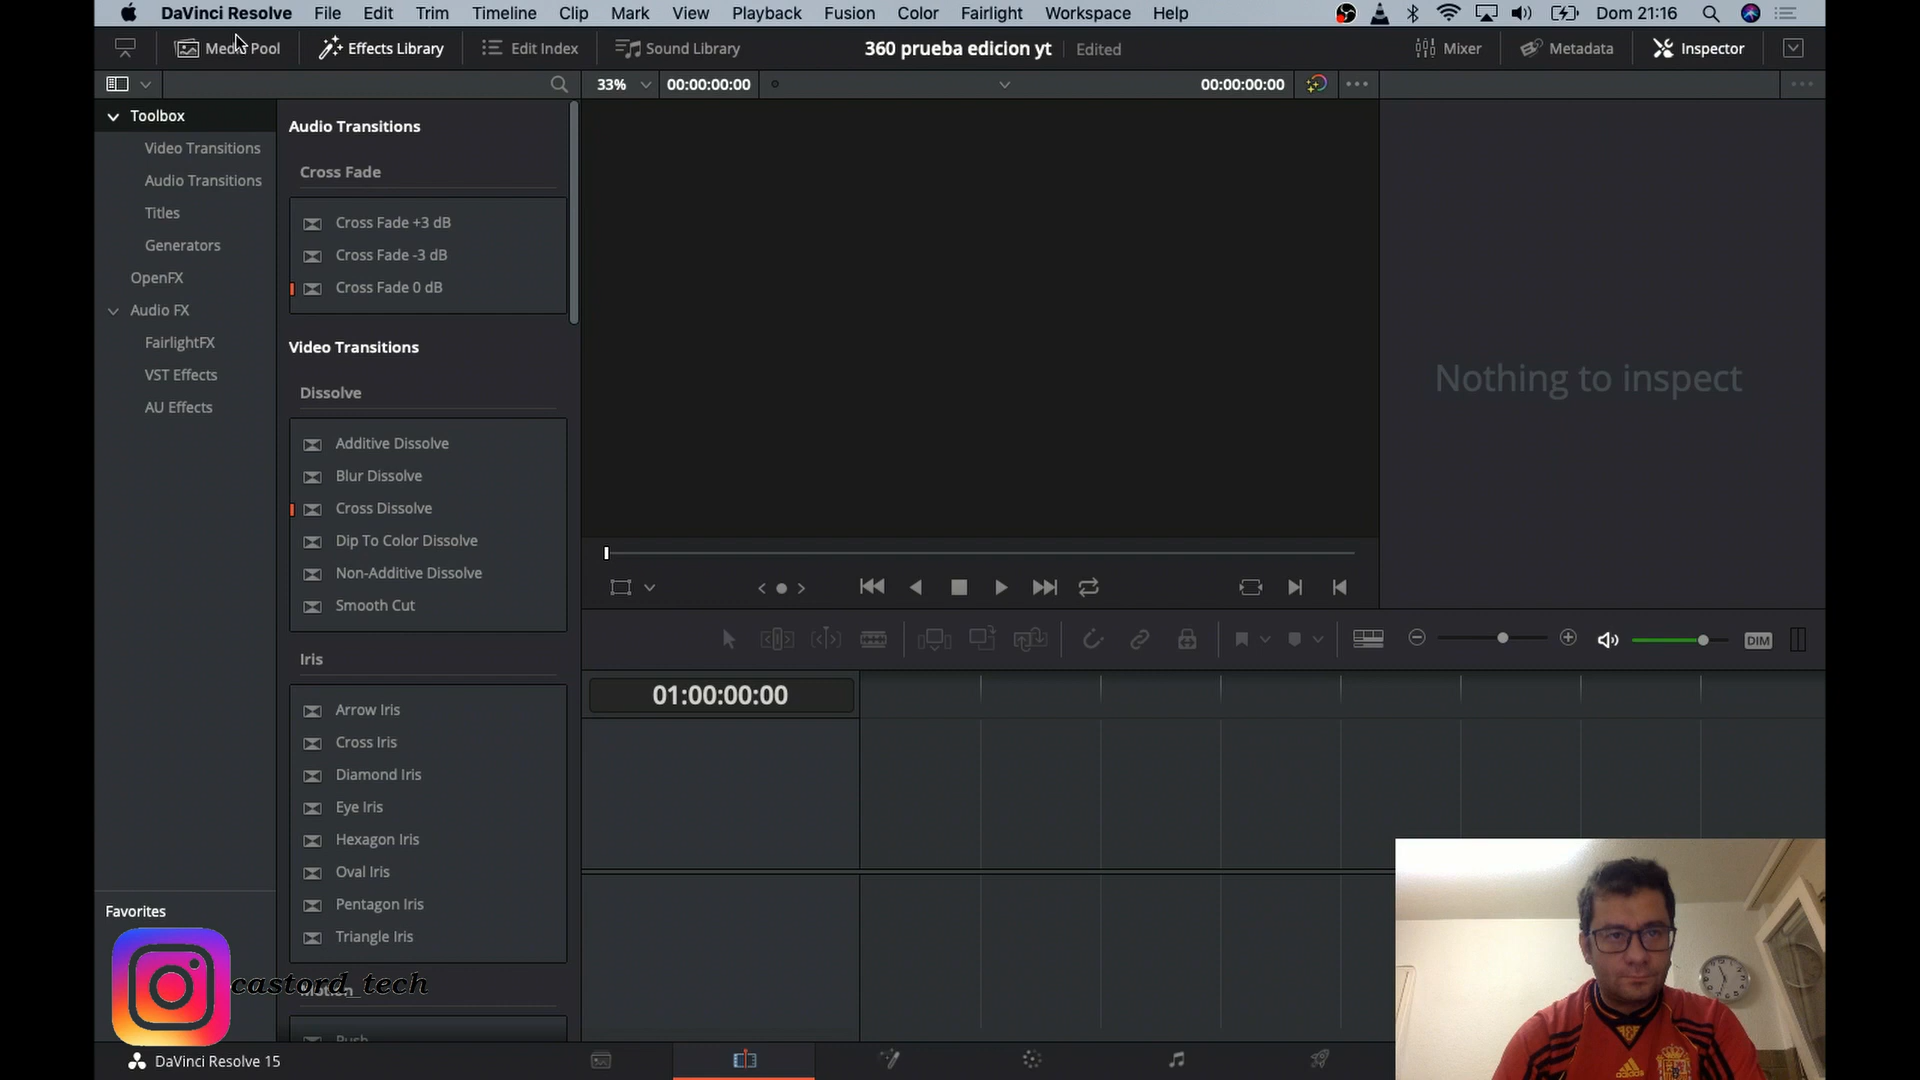 DaVinci Resolve File Edit Trim Timeline Clip Mark View Playback Fusion Color Fairlight Workspace Help Dom 21:16
Media Pool Effects Library Edit Index Sound Library 360 prueba edicion yt Edited Mixer Metadata Inspector
33% 00:00:00:00 00:00:00:00
Toolbox
Video Transitions
Audio Transitions
Titles
Generators
OpenFX
Audio FX
FairlightFX
VST Effects
AU Effects
Favorites
Audio Transitions
Cross Fade
Cross Fade +3 dB
Cross Fade -3 dB
Cross Fade 0 dB
Video Transitions
Dissolve
Additive Dissolve
Blur Dissolve
Cross Dissolve
Dip To Color Dissolve
Non-Additive Dissolve
Smooth Cut
Iris
Arrow Iris
Cross Iris
Diamond Iris
Eye Iris
Hexagon Iris
Oval Iris
Pentagon Iris
Triangle Iris
Motion
Push
Nothing to inspect
DIM
01:00:00:00
castord_tech
DaVinci Resolve 15